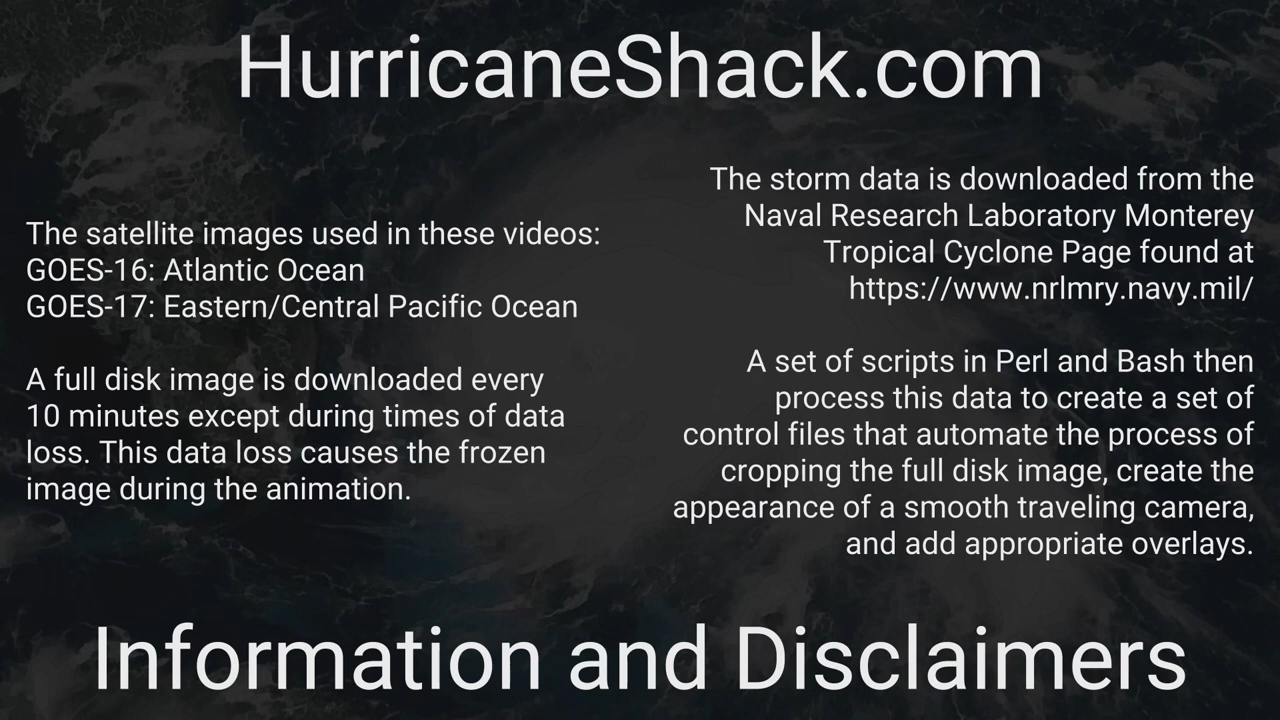 HurricaneShack.com
The satellite images used in these videos:
GOES-16: Atlantic Ocean
GOES-17: Eastern/Central Pacific Ocean
A full disk image is downloaded every
10 minutes except during times of data
loss. This data loss causes the frozen
image during the animation.
The storm data is downloaded from the
Naval Research Laboratory Monterey
Tropical Cyclone Page found at
https://www.nrlmry.navy.mil/
A set of scripts in Perl and Bash then
process this data to create a set of
control files that automate the process of
cropping the full disk image, create the
appearance of a smooth traveling camera,
and add appropriate overlays.
Information and Disclaimers